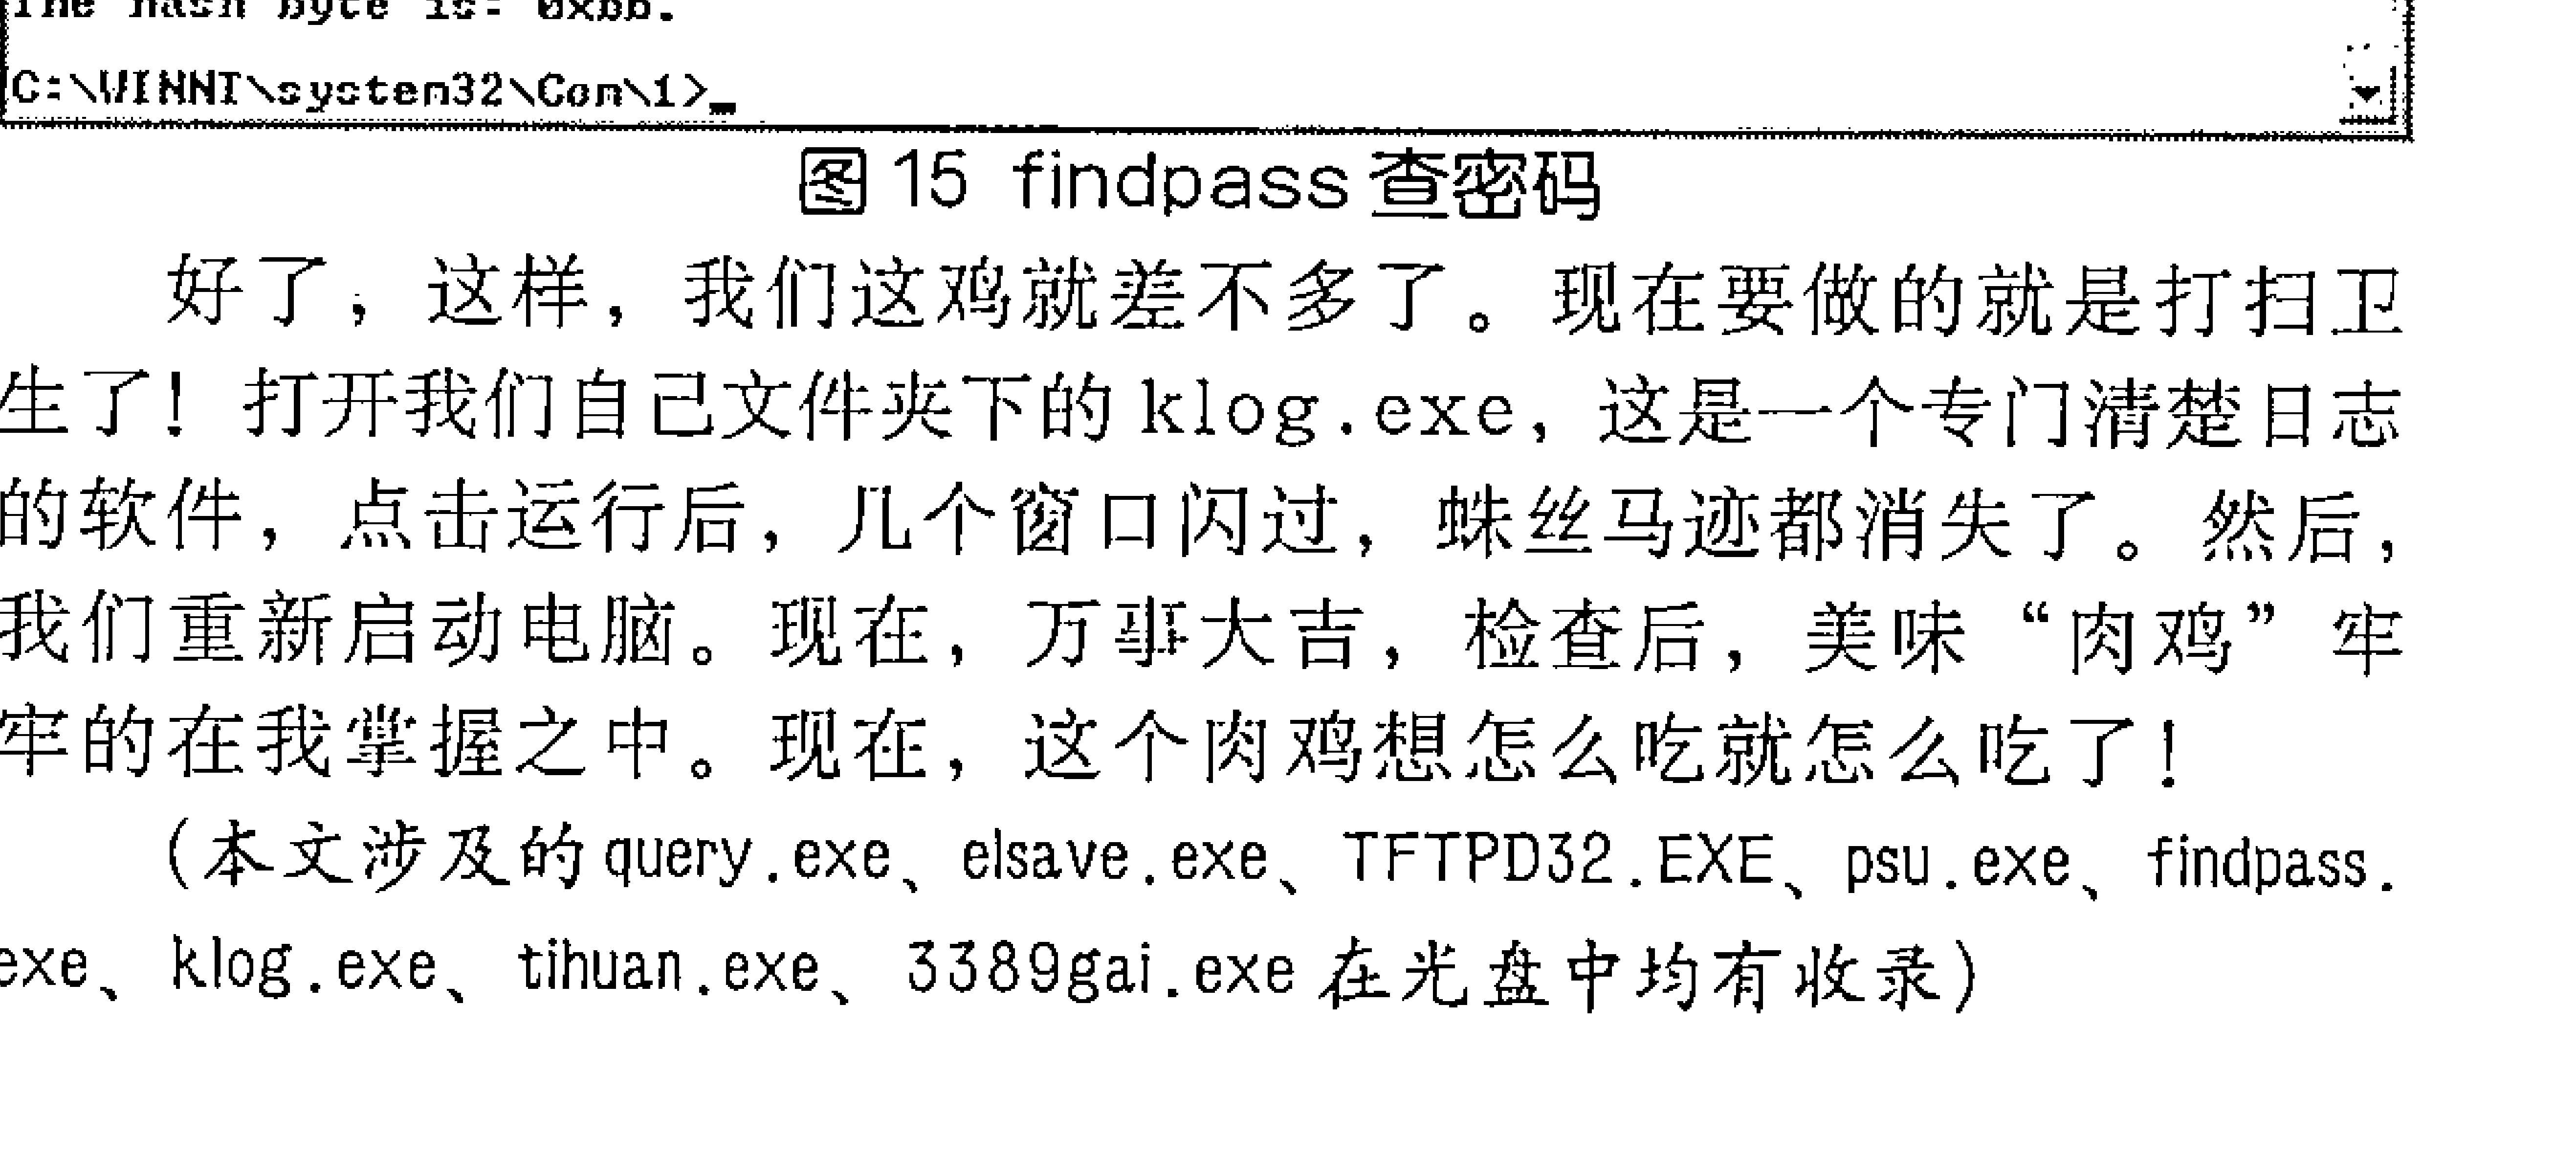 The hash byte is: 0xbb.
C:\WINNT\system32\Com\1>_
图 15 findpass 查密码
好了，这样，我们这鸡就差不多了。现在要做的就是打扫卫
生了！打开我们自己文件夹下的 klog.exe，这是一个专门清楚日志
的软件，点击运行后，几个窗口闪过，蛛丝马迹都消失了。然后，
我们重新启动电脑。现在，万事大吉，检查后，美味“肉鸡”牢
牢的在我掌握之中。现在，这个肉鸡想怎么吃就怎么吃了！
（本文涉及的 query.exe、elsave.exe、TFTPD32.EXE、psu.exe、findpass.
exe、klog.exe、tihuan.exe、3389gai.exe 在光盘中均有收录）